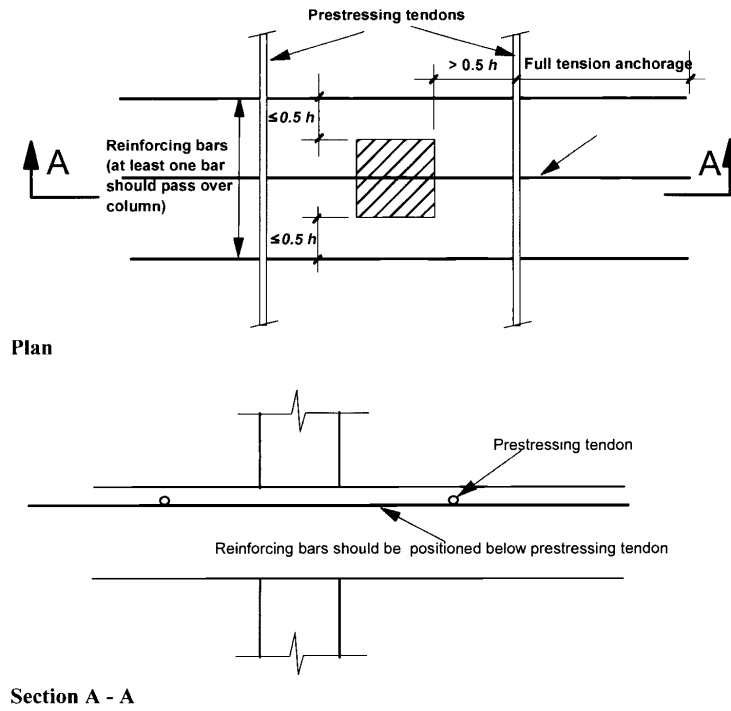 Prestressing tendons
> 0.5 h
Full tension anchorage
≤0.5 h
Reinforcing bars
(at least one bar
should pass over
column)
A
A
≤0.5 h
Plan
Prestressing tendon
Reinforcing bars should be positioned below prestressing tendon
Section A - A